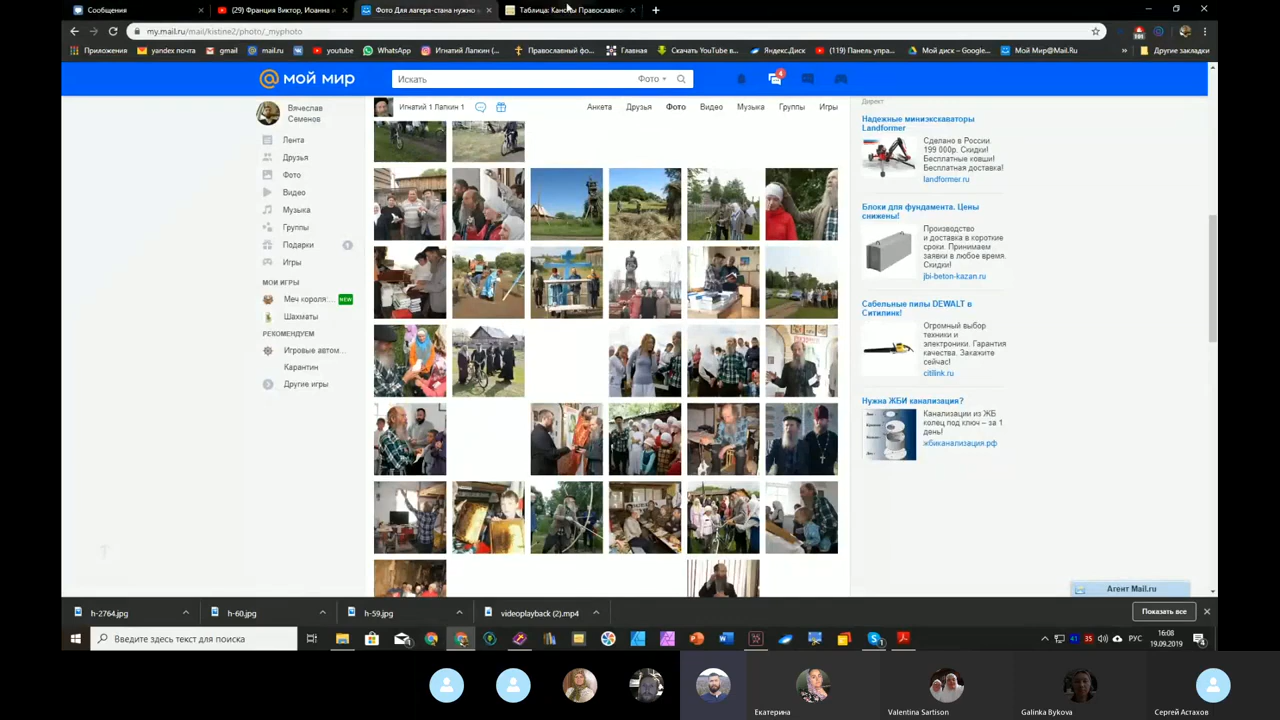 Сообщения
(29) Франция Виктор, Иоанна и
Фото Для лагеря-стана нужно
Таблица: Каноны Православно
my.mail.ru/mail/kistine2/photo/_myphoto
Приложения
yandex почта
gmail
mail.ru
youtube
WhatsApp
Игнатий Лапкин (...
Православный фо...
Главная
Скачать YouTube в...
Яндекс.Диск
(119) Панель упра...
Мой диск – Google...
Мой Мир@Mail.Ru
»
Другие закладки
@ мой мир
Искать
Фото
4
Вячеслав
Семенов
Лента
Друзья
Фото
Видео
Музыка
Группы
Подарки
1
Игры
МОИ ИГРЫ
Меч короля:...
NEW
Шахматы
РЕКОМЕНДУЕМ
Игровые автом...
Карантин
Другие игры
Игнатий 1 Лапкин 1
Анкета
Друзья
Фото
Видео
Музыка
Группы
Игры
Директ
Надежные миниэкскаваторы
Landformer
Сделано в России.
199 000р. Скидки!
Бесплатные ковши!
Бесплатная доставка!
landformer.ru
Блоки для фундамента. Цены
снижены!
Производство
и доставка в короткие
сроки. Принимаем
заявки в любое время.
Скидки!
jbi-beton-kazan.ru
Сабельные пилы DEWALT в
Ситилинк!
Огромный выбор
техники и
электроники. Гарантия
качества. Закажите
сейчас!
citilink.ru
Нужна ЖБИ канализация?
Канализации из ЖБ
колец под ключ – за 1
день!
жбиканализация.рф
Агент Mail.ru
h-2764.jpg
h-60.jpg
h-59.jpg
videoplayback (2).mp4
Показать все
Введите здесь текст для поиска
41
35
РУС
16:08
19.09.2019
4
Екатерина
Valentina Sartison
Galinka Bykova
Сергей Астахов